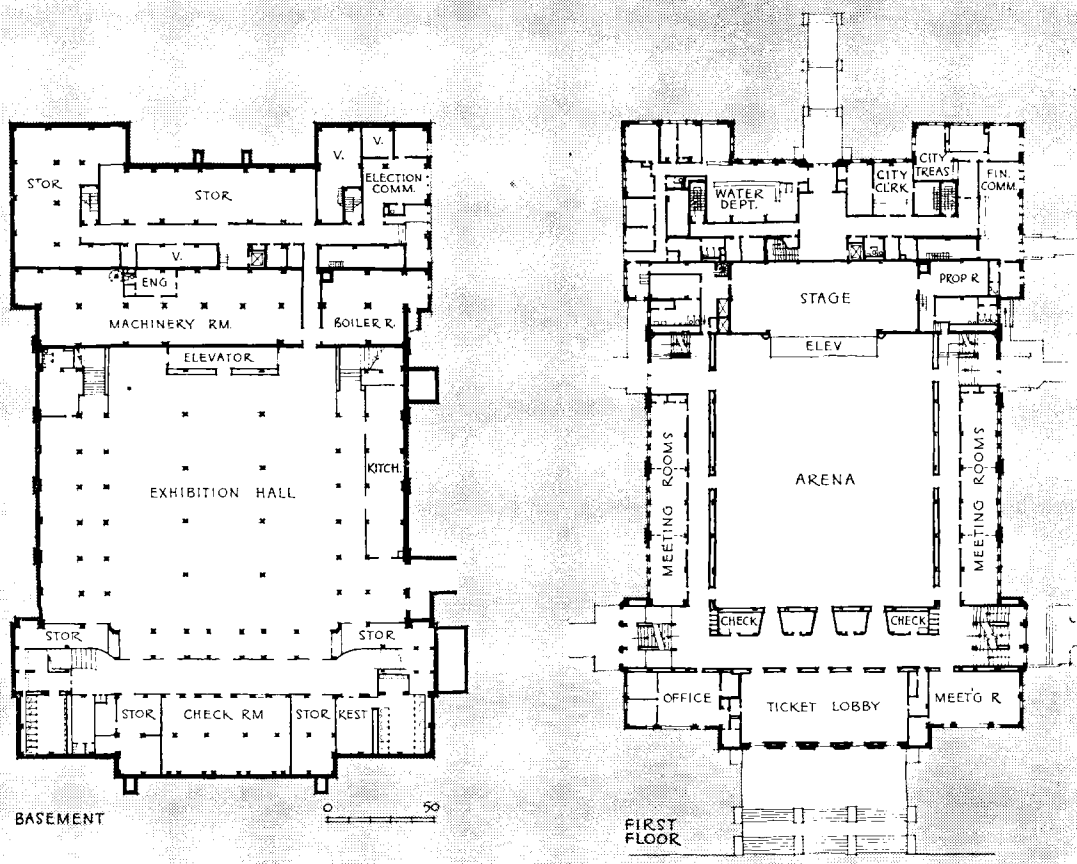 V.
V.
STOR
STOR
ELECTION
COMM.
V.
ENG
MACHINERY RM.
BOILER R.
ELEVATOR
KITCH.
EXHIBITION HALL
STOR
STOR
STOR
CHECK RM
STOR
REST
BASEMENT
0 50
CITY
TREAS
CITY
CLRK
FIN.
COMM.
WATER
DEPT.
PROP R
STAGE
ELEV
MEETING ROOMS
ARENA
MEETING ROOMS
CHECK
CHECK
OFFICE
TICKET LOBBY
MEET'G R
FIRST
FLOOR